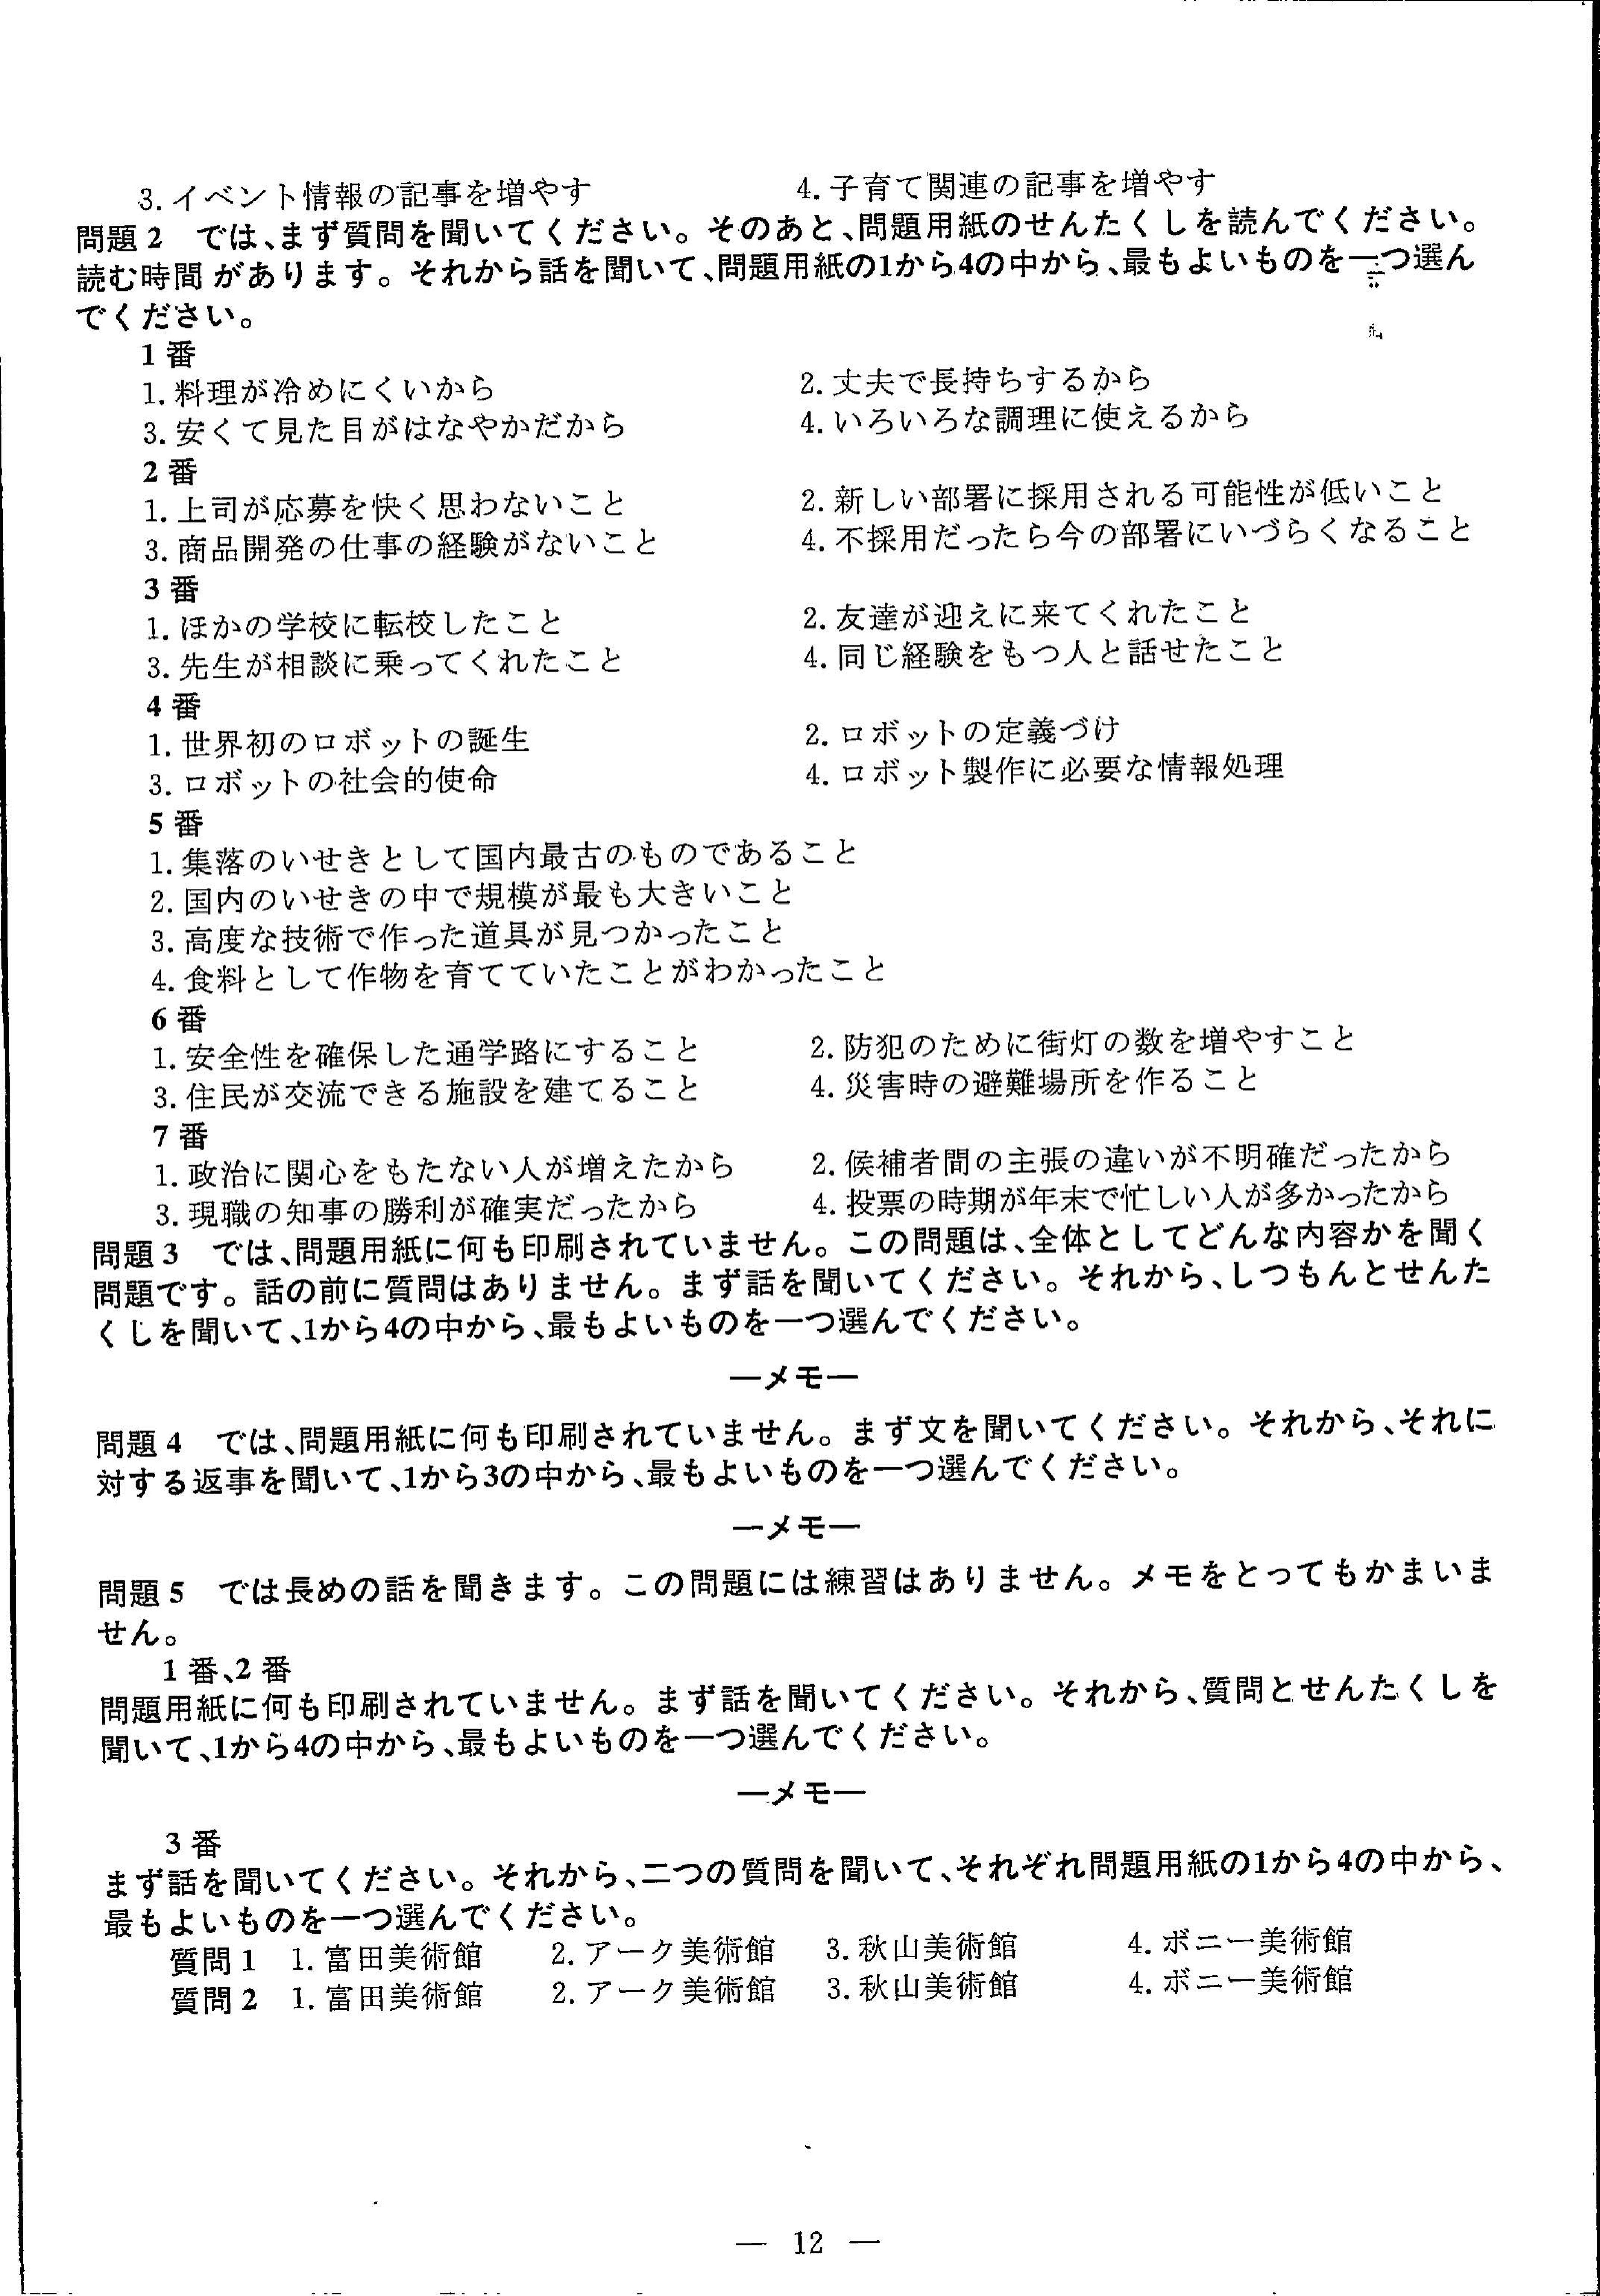 3. イベント情報の記事を増やす 4. 子育て関連の記事を増やす
問題2 では、まず質問を聞いてください。そのあと、問題用紙のせんたくしを読んでください。
読む時間があります。それから話を聞いて、問題用紙の1から4の中から、最もよいものを一つ選ん
でください。
1番
1. 料理が冷めにくいから 2. 丈夫で長持ちするから
3. 安くて見た目がはなやかだから 4. いろいろな調理に使えるから
2番
1. 上司が応募を快く思わないこと 2. 新しい部署に採用される可能性が低いこと
3. 商品開発の仕事の経験がないこと 4. 不採用だったら今の部署にいづらくなること
3番
1. ほかの学校に転校したこと 2. 友達が迎えに来てくれたこと
3. 先生が相談に乗ってくれたこと 4. 同じ経験をもつ人と話せたこと
4番
1. 世界初のロボットの誕生 2. ロボットの定義づけ
3. ロボットの社会的使命 4. ロボット製作に必要な情報処理
5番
1. 集落のいせきとして国内最古のものであること
2. 国内のいせきの中で規模が最も大きいこと
3. 高度な技術で作った道具が見つかったこと
4. 食料として作物を育てていたことがわかったこと
6番
1. 安全性を確保した通学路にすること 2. 防犯のために街灯の数を増やすこと
3. 住民が交流できる施設を建てること 4. 災害時の避難場所を作ること
7番
1. 政治に関心をもたない人が増えたから 2. 候補者間の主張の違いが不明確だったから
3. 現職の知事の勝利が確実だったから 4. 投票の時期が年末で忙しい人が多かったから
問題3 では、問題用紙に何も印刷されていません。この問題は、全体としてどんな内容かを聞く
問題です。話の前に質問はありません。まず話を聞いてください。それから、しつもんとせんた
くしを聞いて、1から4の中から、最もよいものを一つ選んでください。
—メモ—
問題4 では、問題用紙に何も印刷されていません。まず文を聞いてください。それから、それに
対する返事を聞いて、1から3の中から、最もよいものを一つ選んでください。
—メモ—
問題5 では長めの話を聞きます。この問題には練習はありません。メモをとってもかまいま
せん。
1番、2番
問題用紙に何も印刷されていません。まず話を聞いてください。それから、質問とせんたくしを
聞いて、1から4の中から、最もよいものを一つ選んでください。
—メモ—
3番
まず話を聞いてください。それから、二つの質問を聞いて、それぞれ問題用紙の1から4の中から、
最もよいものを一つ選んでください。
質問1 1. 富田美術館 2. アーク美術館 3. 秋山美術館 4. ボニー美術館
質問2 1. 富田美術館 2. アーク美術館 3. 秋山美術館 4. ボニー美術館
— 12 —